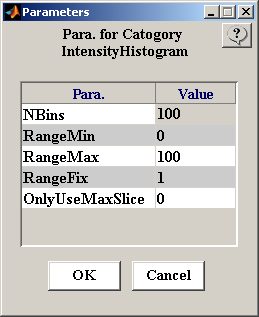 Parameters
Para. for Catogory
IntensityHistogram
?
Para. Value
NBins 100
RangeMin 0
RangeMax 100
RangeFix 1
OnlyUseMaxSlice 0
OK Cancel